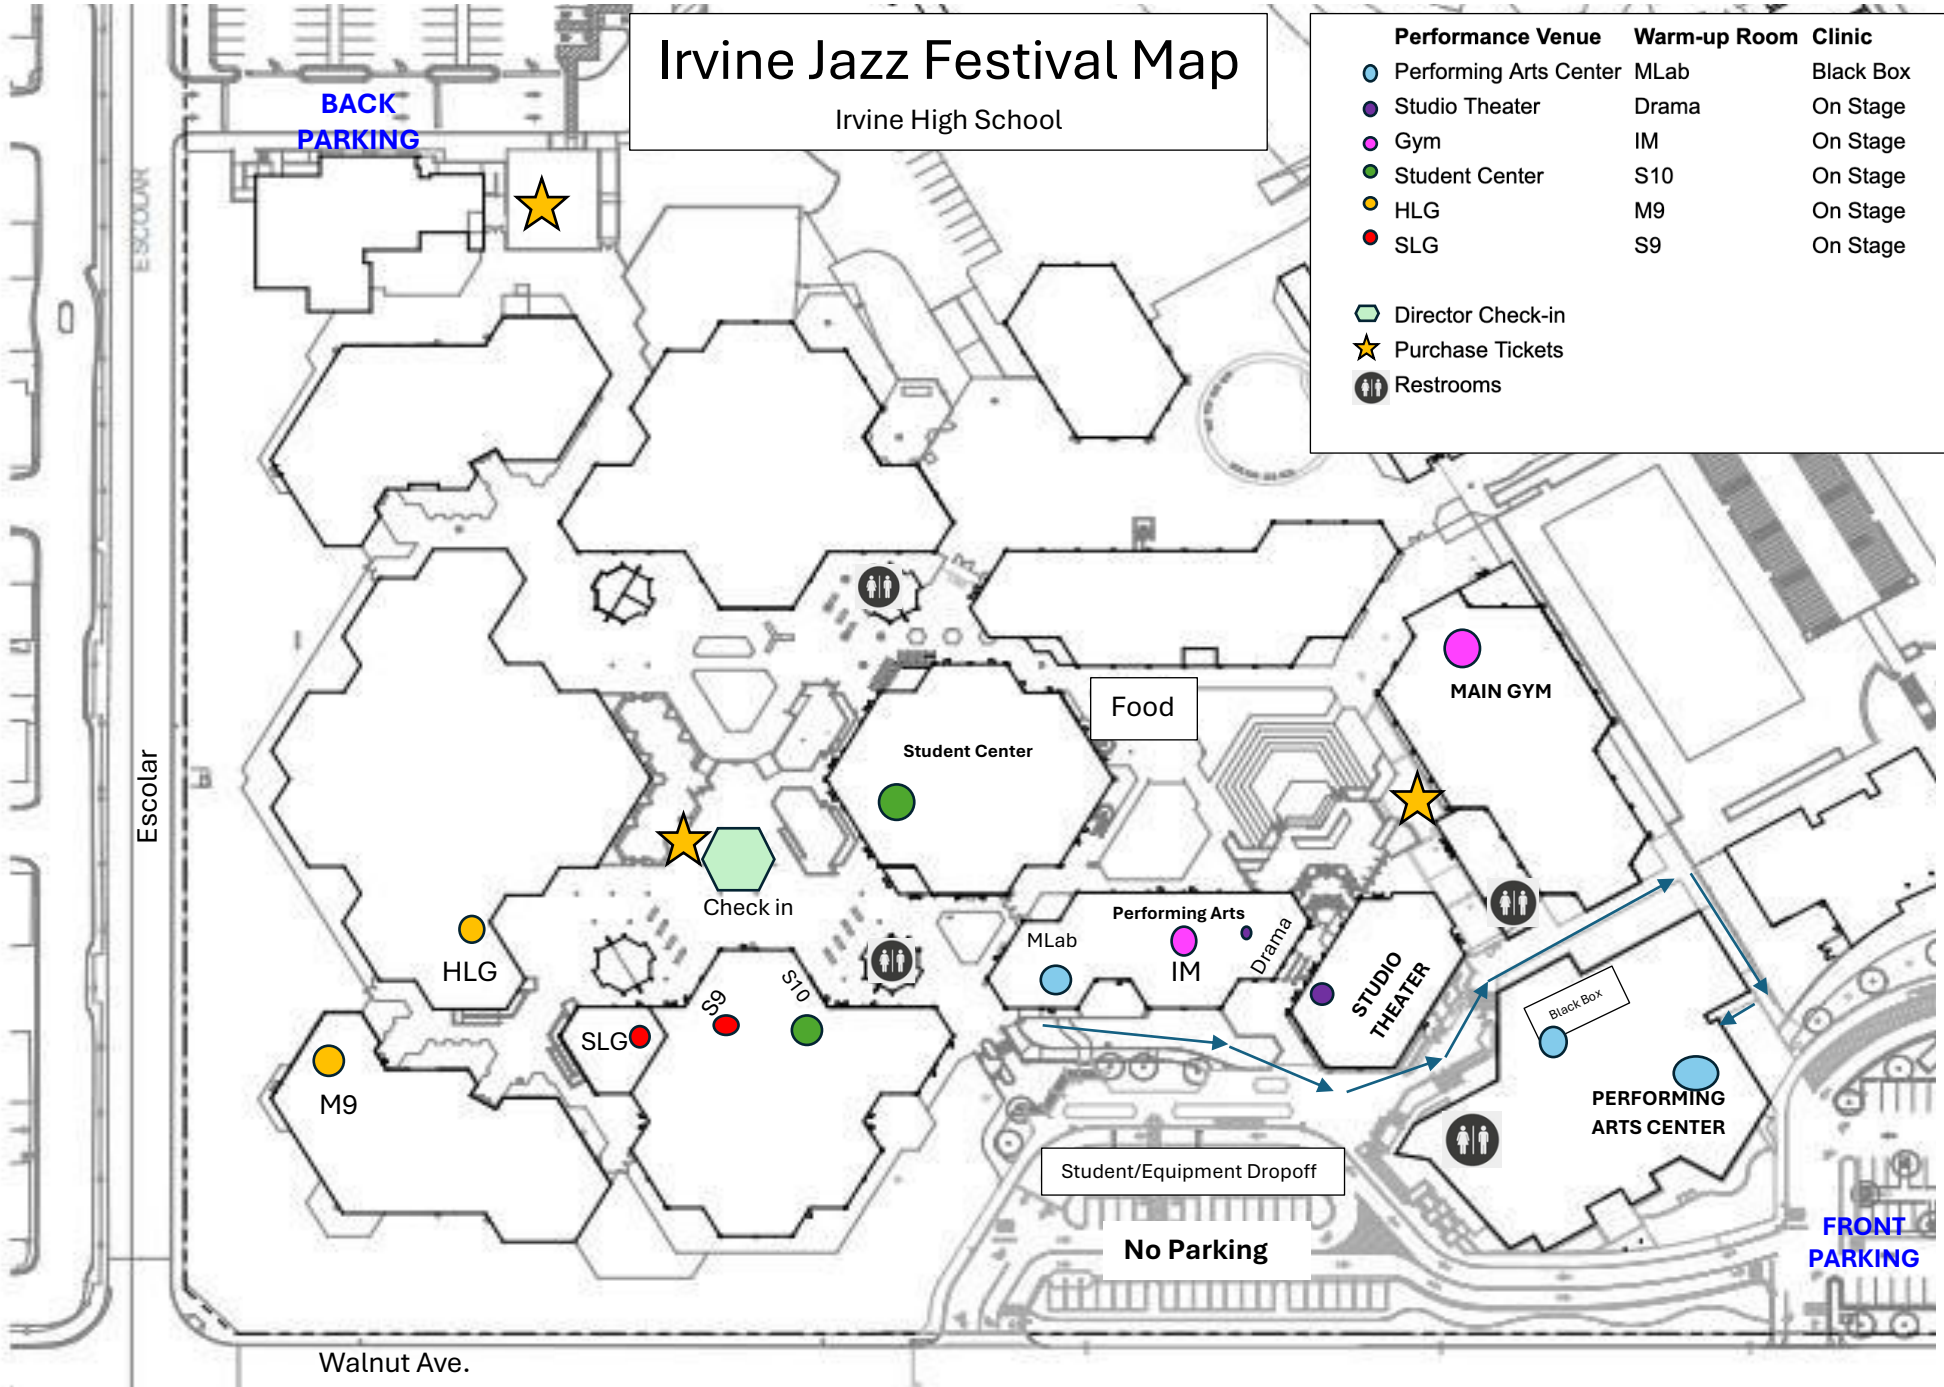 Irvine Jazz Festival Map
Irvine High School
Performance Venue Warm-up Room Clinic
Performing Arts Center MLab Black Box
Studio Theater Drama On Stage
Gym IM On Stage
Student Center S10 On Stage
HLG M9 On Stage
SLG S9 On Stage
Director Check-in
Purchase Tickets
Restrooms
BACK
PARKING
ESCOLAR
Escolar
MAIN GYM
Food
Student Center
Check in
Performing Arts
MLab
IM
Drama
HLG
S9
S10
SLG
M9
STUDIO
THEATER
Black Box
PERFORMING
ARTS CENTER
Student/Equipment Dropoff
No Parking
FRONT
PARKING
Walnut Ave.